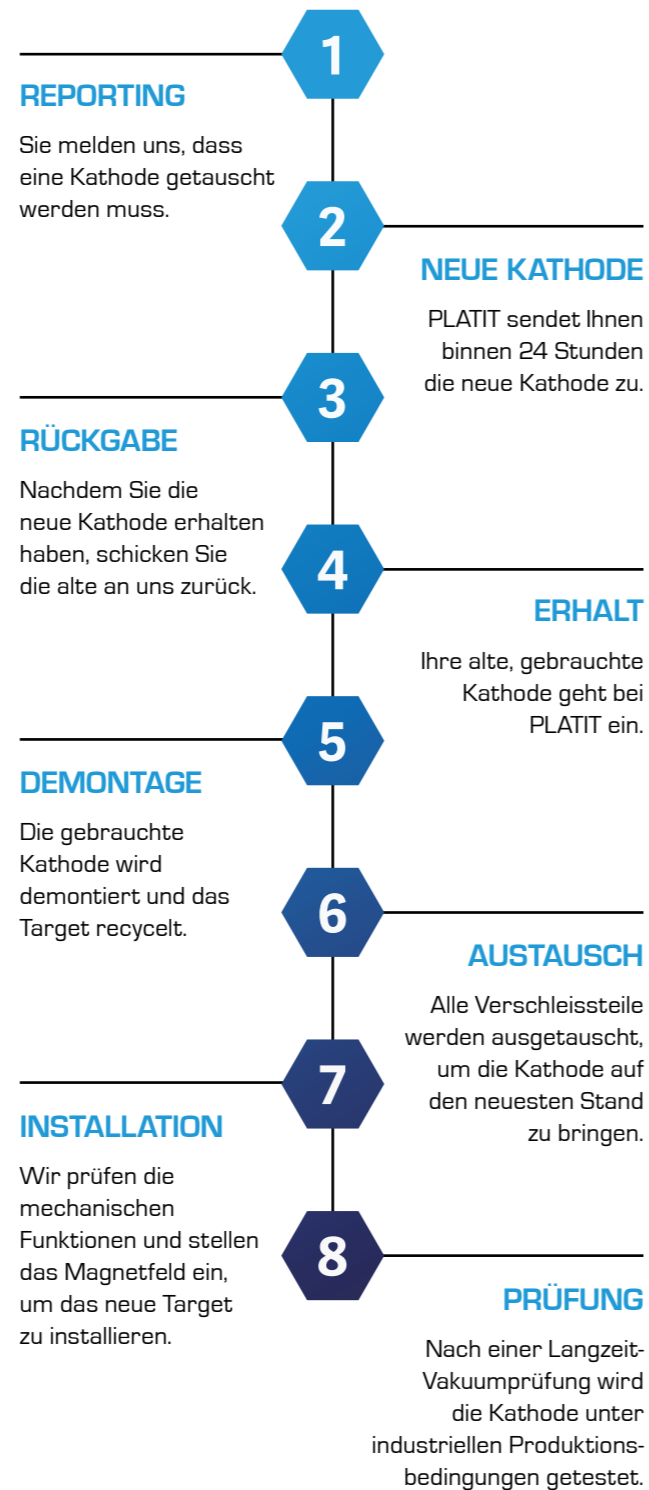 1
REPORTING
Sie melden uns, dass
eine Kathode getauscht
werden muss.
2
NEUE KATHODE
PLATIT sendet Ihnen
binnen 24 Stunden
die neue Kathode zu.
3
RÜCKGABE
Nachdem Sie die
neue Kathode erhalten
haben, schicken Sie
die alte an uns zurück.
4
ERHALT
Ihre alte, gebrauchte
Kathode geht bei
PLATIT ein.
5
DEMONTAGE
Die gebrauchte
Kathode wird
demontiert und das
Target recycelt.
6
AUSTAUSCH
Alle Verschleissteile
werden ausgetauscht,
um die Kathode auf
den neuesten Stand
zu bringen.
7
INSTALLATION
Wir prüfen die
mechanischen
Funktionen und stellen
das Magnetfeld ein,
um das neue Target
zu installieren.
8
PRÜFUNG
Nach einer Langzeit-
Vakuumprüfung wird
die Kathode unter
industriellen Produktions-
bedingungen getestet.